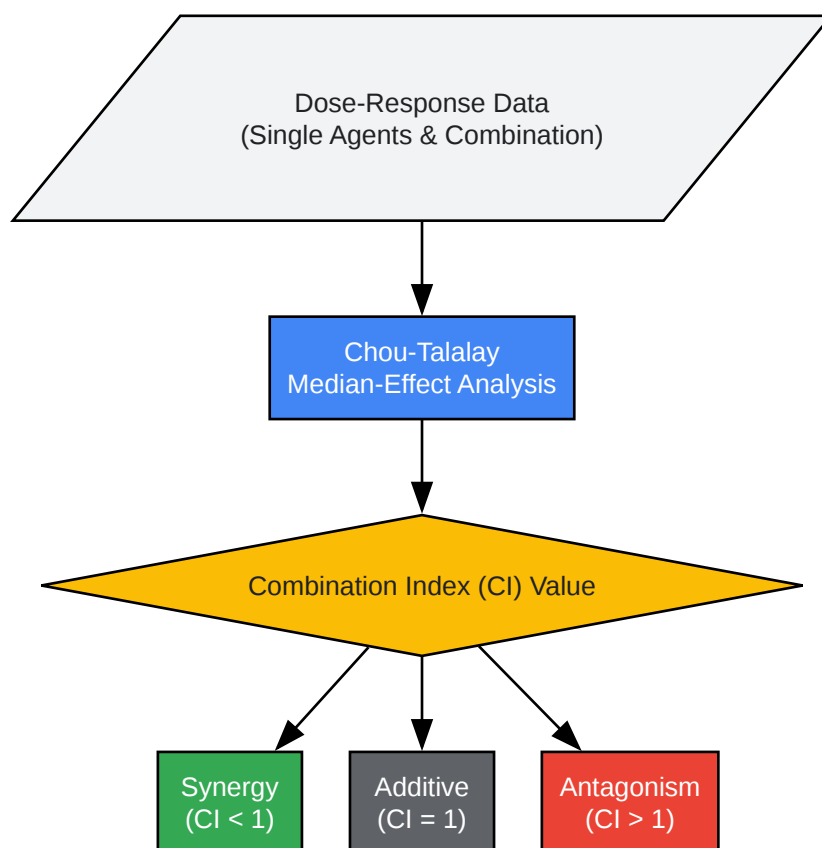 Dose-Response Data
(Single Agents & Combination)
Chou-Talalay
Median-Effect Analysis
Combination Index (CI) Value
Synergy
(CI < 1)
Additive
(CI = 1)
Antagonism
(CI > 1)